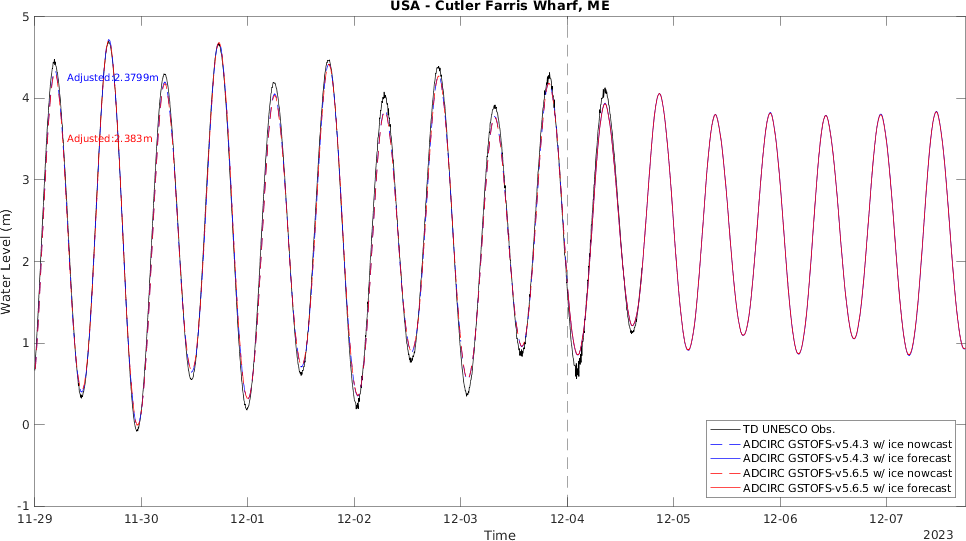 USA - Cutler Farris Wharf, ME
5
4
3
2
1
0
-1
Water Level (m)
Adjusted:2.3799m
Adjusted:2.383m
TD UNESCO Obs.
ADCIRC GSTOFS-v5.4.3 w/ ice nowcast
ADCIRC GSTOFS-v5.4.3 w/ ice forecast
ADCIRC GSTOFS-v5.6.5 w/ ice nowcast
ADCIRC GSTOFS-v5.6.5 w/ ice forecast
11-29 11-30 12-01 12-02 12-03 12-04 12-05 12-06 12-07
Time
2023